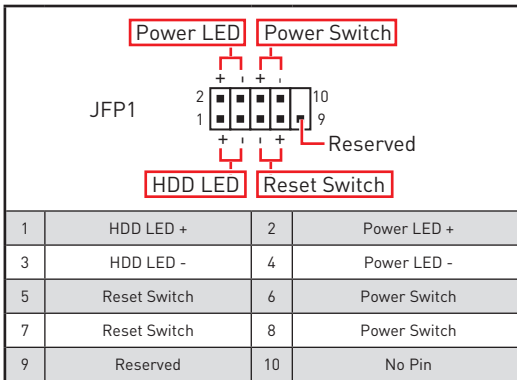 Power LED Power Switch
+ - + -
2 10
JFP1
1 9
+ - - +
Reserved
HDD LED Reset Switch
1 HDD LED + 2 Power LED +
3 HDD LED - 4 Power LED -
5 Reset Switch 6 Power Switch
7 Reset Switch 8 Power Switch
9 Reserved 10 No Pin